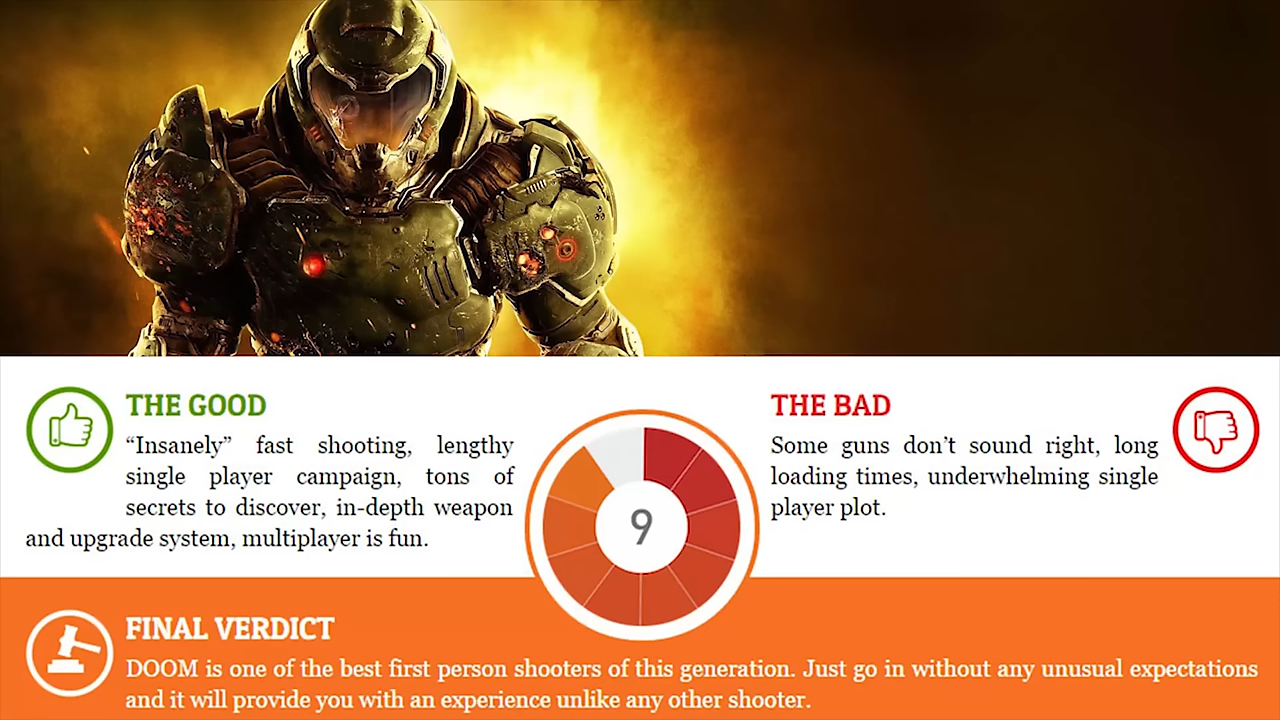 THE GOOD
“Insanely” fast shooting, lengthy
single player campaign, tons of
secrets to discover, in-depth weapon
and upgrade system, multiplayer is fun.
9
THE BAD
Some guns don’t sound right, long
loading times, underwhelming single
player plot.
FINAL VERDICT
DOOM is one of the best first person shooters of this generation. Just go in without any unusual expectations
and it will provide you with an experience unlike any other shooter.